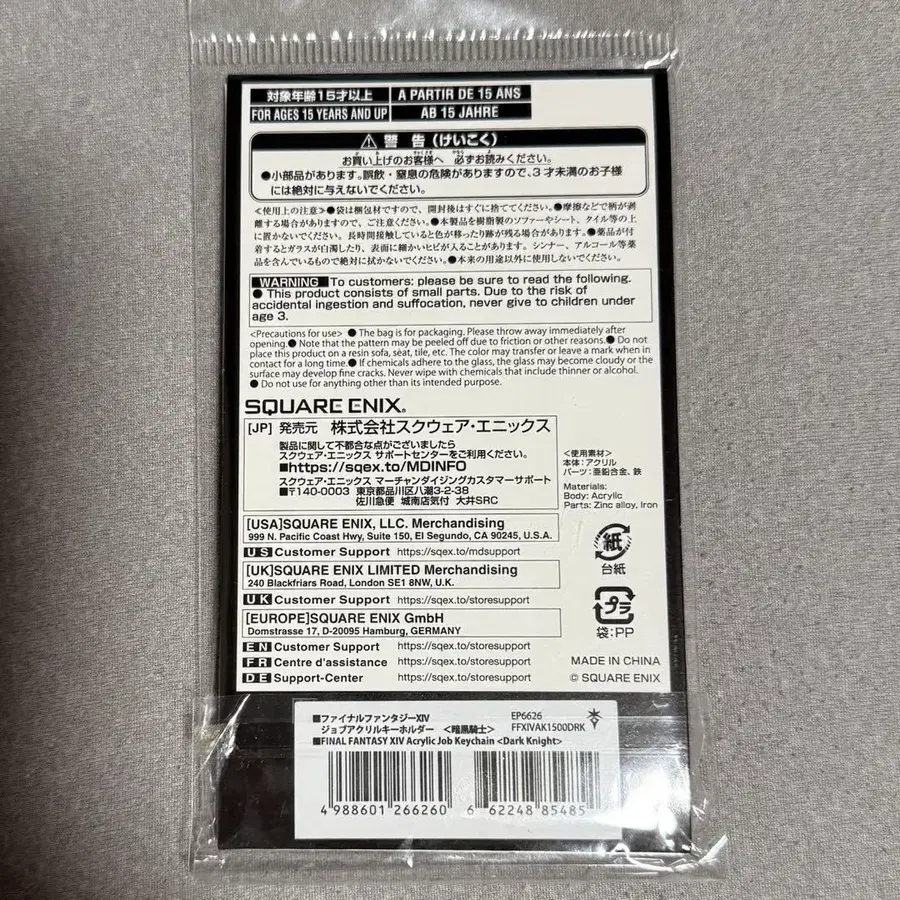 対象年齢15才以上
A PARTIR DE 15 ANS
FOR AGES 15 YEARS AND UP
AB 15 JAHRE
⚠警告(けいこく)
お買い上げのお客様へ 必ずお読みください。
●小部品があります。誤飲・窒息の危険がありますので、3才未満のお子様
には絶対に与えないでください。
≪使用上の注意≫●袋は梱包材ですので、開封後はすぐに捨ててください。●摩擦などで柄が剥
離する場合がありますので、ご注意ください。●本製品を樹脂製のソファーやシート、タイル等の上
に置かないでください。長時間接触していると色が移ったり跡が残る場合があります。●薬品が付
着するとガラスが白濁したり、表面に細かいヒビが入ることがあります。シンナー、アルコール等薬
品を含んでいるもので絶対に拭かないでください。●本来の用途以外に使用しないでください。
WARNING To customers: please be sure to read the following.
● This product consists of small parts. Due to the risk of
accidental ingestion and suffocation, never give to children under
age 3.
<Precautions for use> ● The bag is for packaging. Please throw away immediately after
opening.● Note that the pattern may be peeled off due to friction or other reasons.● Do not
place this product on a resin sofa, seat, tile, etc. The color may transfer or leave a mark when in
contact for a long time.● If chemicals adhere to the glass, the glass may become cloudy or the
surface may develop fine cracks. Never wipe with chemicals that include thinner or alcohol.
● Do not use for anything other than its intended purpose.
SQUARE ENIX®
[JP] 発売元 株式会社スクウェア・エニックス
製品に関して不都合な点がございましたら
スクウェア・エニックス サポートセンターをご利用ください。
■https://sqex.to/MDINFO
スクウェア・エニックス マーチャンダイジングカスタマーサポート
■〒140-0003 東京都品川区八潮3-2-38
佐川急便 城南店気付 大井SRC
≪使用素材≫
本体:アクリル
パーツ:亜鉛合金、鉄
Materials:
Body: Acrylic
Parts: Zinc alloy, Iron
[USA]SQUARE ENIX, LLC. Merchandising
999 N. Pacific Coast Hwy, Suite 150, El Segundo, CA 90245, U.S.A.
US Customer Support https://sqex.to/mdsupport
[UK]SQUARE ENIX LIMITED Merchandising
240 Blackfriars Road, London SE1 8NW, U.K.
UK Customer Support https://sqex.to/storesupport
[EUROPE]SQUARE ENIX GmbH
Domstrasse 17, D-20095 Hamburg, GERMANY
EN Customer Support https://sqex.to/storesupport
FR Centre d'assistance https://sqex.to/storesupport
DE Support-Center https://sqex.to/storesupport
紙
台紙
プラ
袋:PP
MADE IN CHINA
© SQUARE ENIX
■ファイナルファンタジーXIV
EP6626
ジョブアクリルキーホルダー <暗黒騎士>
FFXIVAK1500DRK
■FINAL FANTASY XIV Acrylic Job Keychain <Dark Knight>
4 988601 266260
6 62248 85485